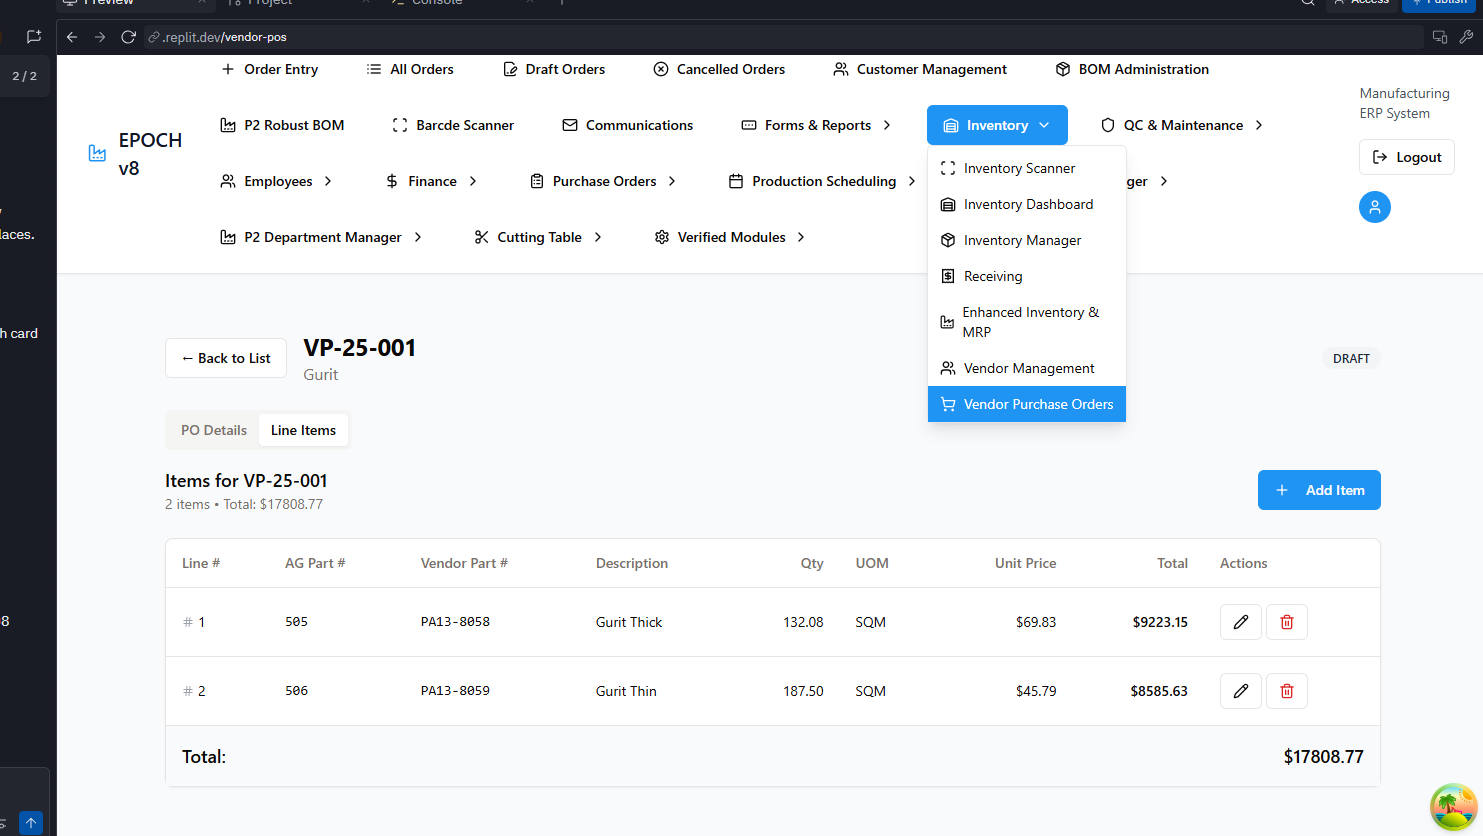 Preview
Project
Console
Access
Publish
.replit.dev/vendor-pos
2 / 2
laces.
h card
8
Order Entry
All Orders
Draft Orders
Cancelled Orders
Customer Management
BOM Administration
P2 Robust BOM
Barcde Scanner
Communications
Forms & Reports
Inventory
QC & Maintenance
Employees
Finance
Purchase Orders
Production Scheduling
ger
P2 Department Manager
Cutting Table
Verified Modules
EPOCH
v8
Manufacturing
ERP System
Logout
Inventory Scanner
Inventory Dashboard
Inventory Manager
Receiving
Enhanced Inventory &
MRP
Vendor Management
Vendor Purchase Orders
← Back to List
VP-25-001
Gurit
DRAFT
PO Details
Line Items
Items for VP-25-001
2 items • Total: $17808.77
+ Add Item
Line # AG Part # Vendor Part # Description Qty UOM Unit Price Total Actions
# 1 505 PA13-8058 Gurit Thick 132.08 SQM $69.83 $9223.15
# 2 506 PA13-8059 Gurit Thin 187.50 SQM $45.79 $8585.63
Total: $17808.77